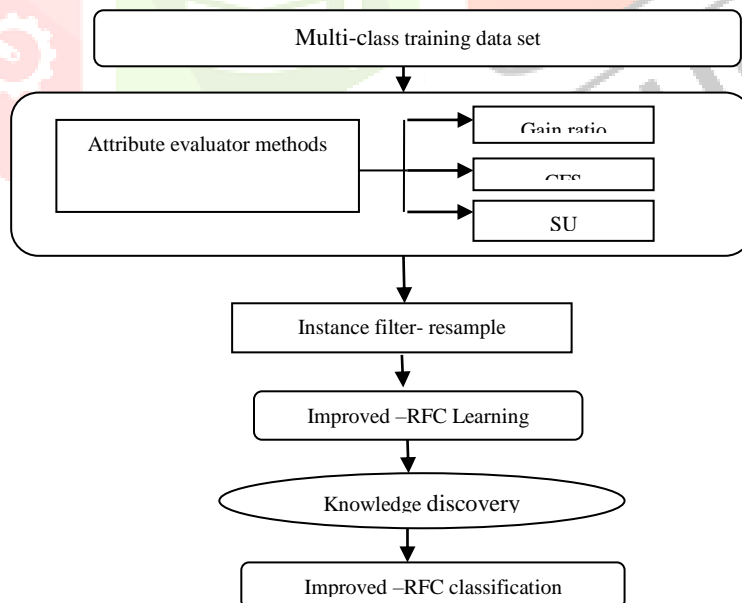 Multi-class training data set
Attribute evaluator methods
Gain ratio
CFS
SU
Instance filter- resample
Improved –RFC Learning
Knowledge discovery
Improved –RFC classification